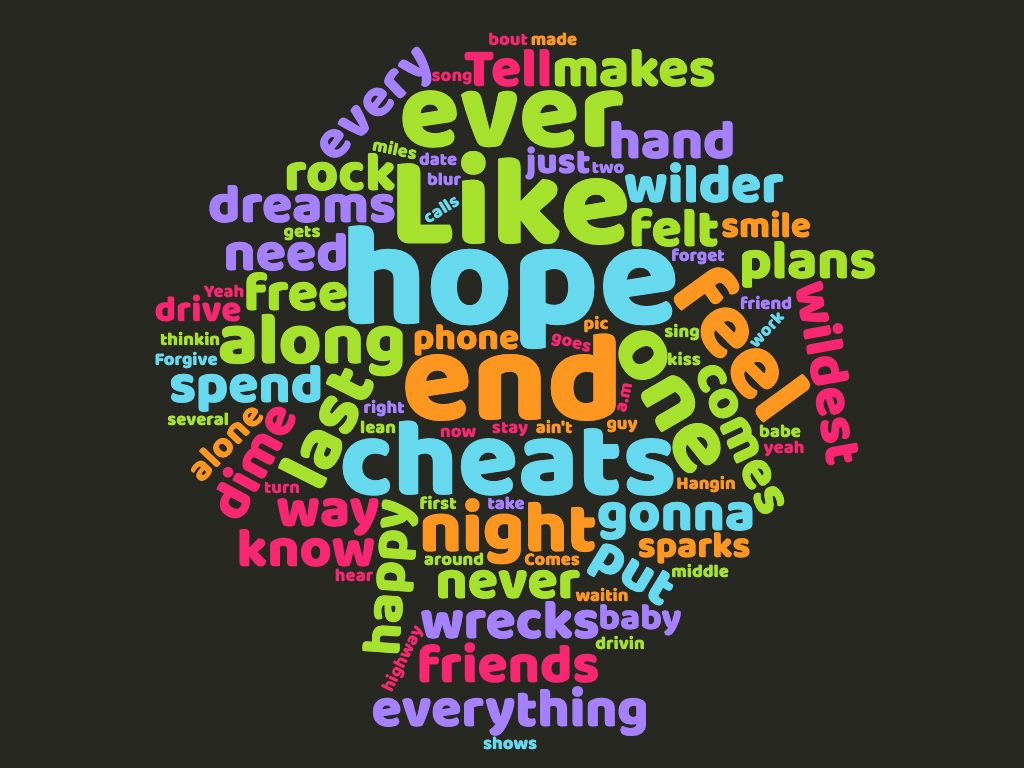 bout made
song Tell makes
every ever
hand
miles date just two
rock blur Like wilder
dreams calls felt smile
gets
need hope forget plans
Yeah free feel friend wildest
drive pic
thinkin along phone goes sing work
Forgive end one kiss
spend last a.m comes
several right
alone lean now stay ain't guy babe
dime cheats yeah
turn Hangin
way first take gonna
know happy night sparks
around Comes put middle
hear never waitin
wrecks baby
highway drivin
friends
everything
shows